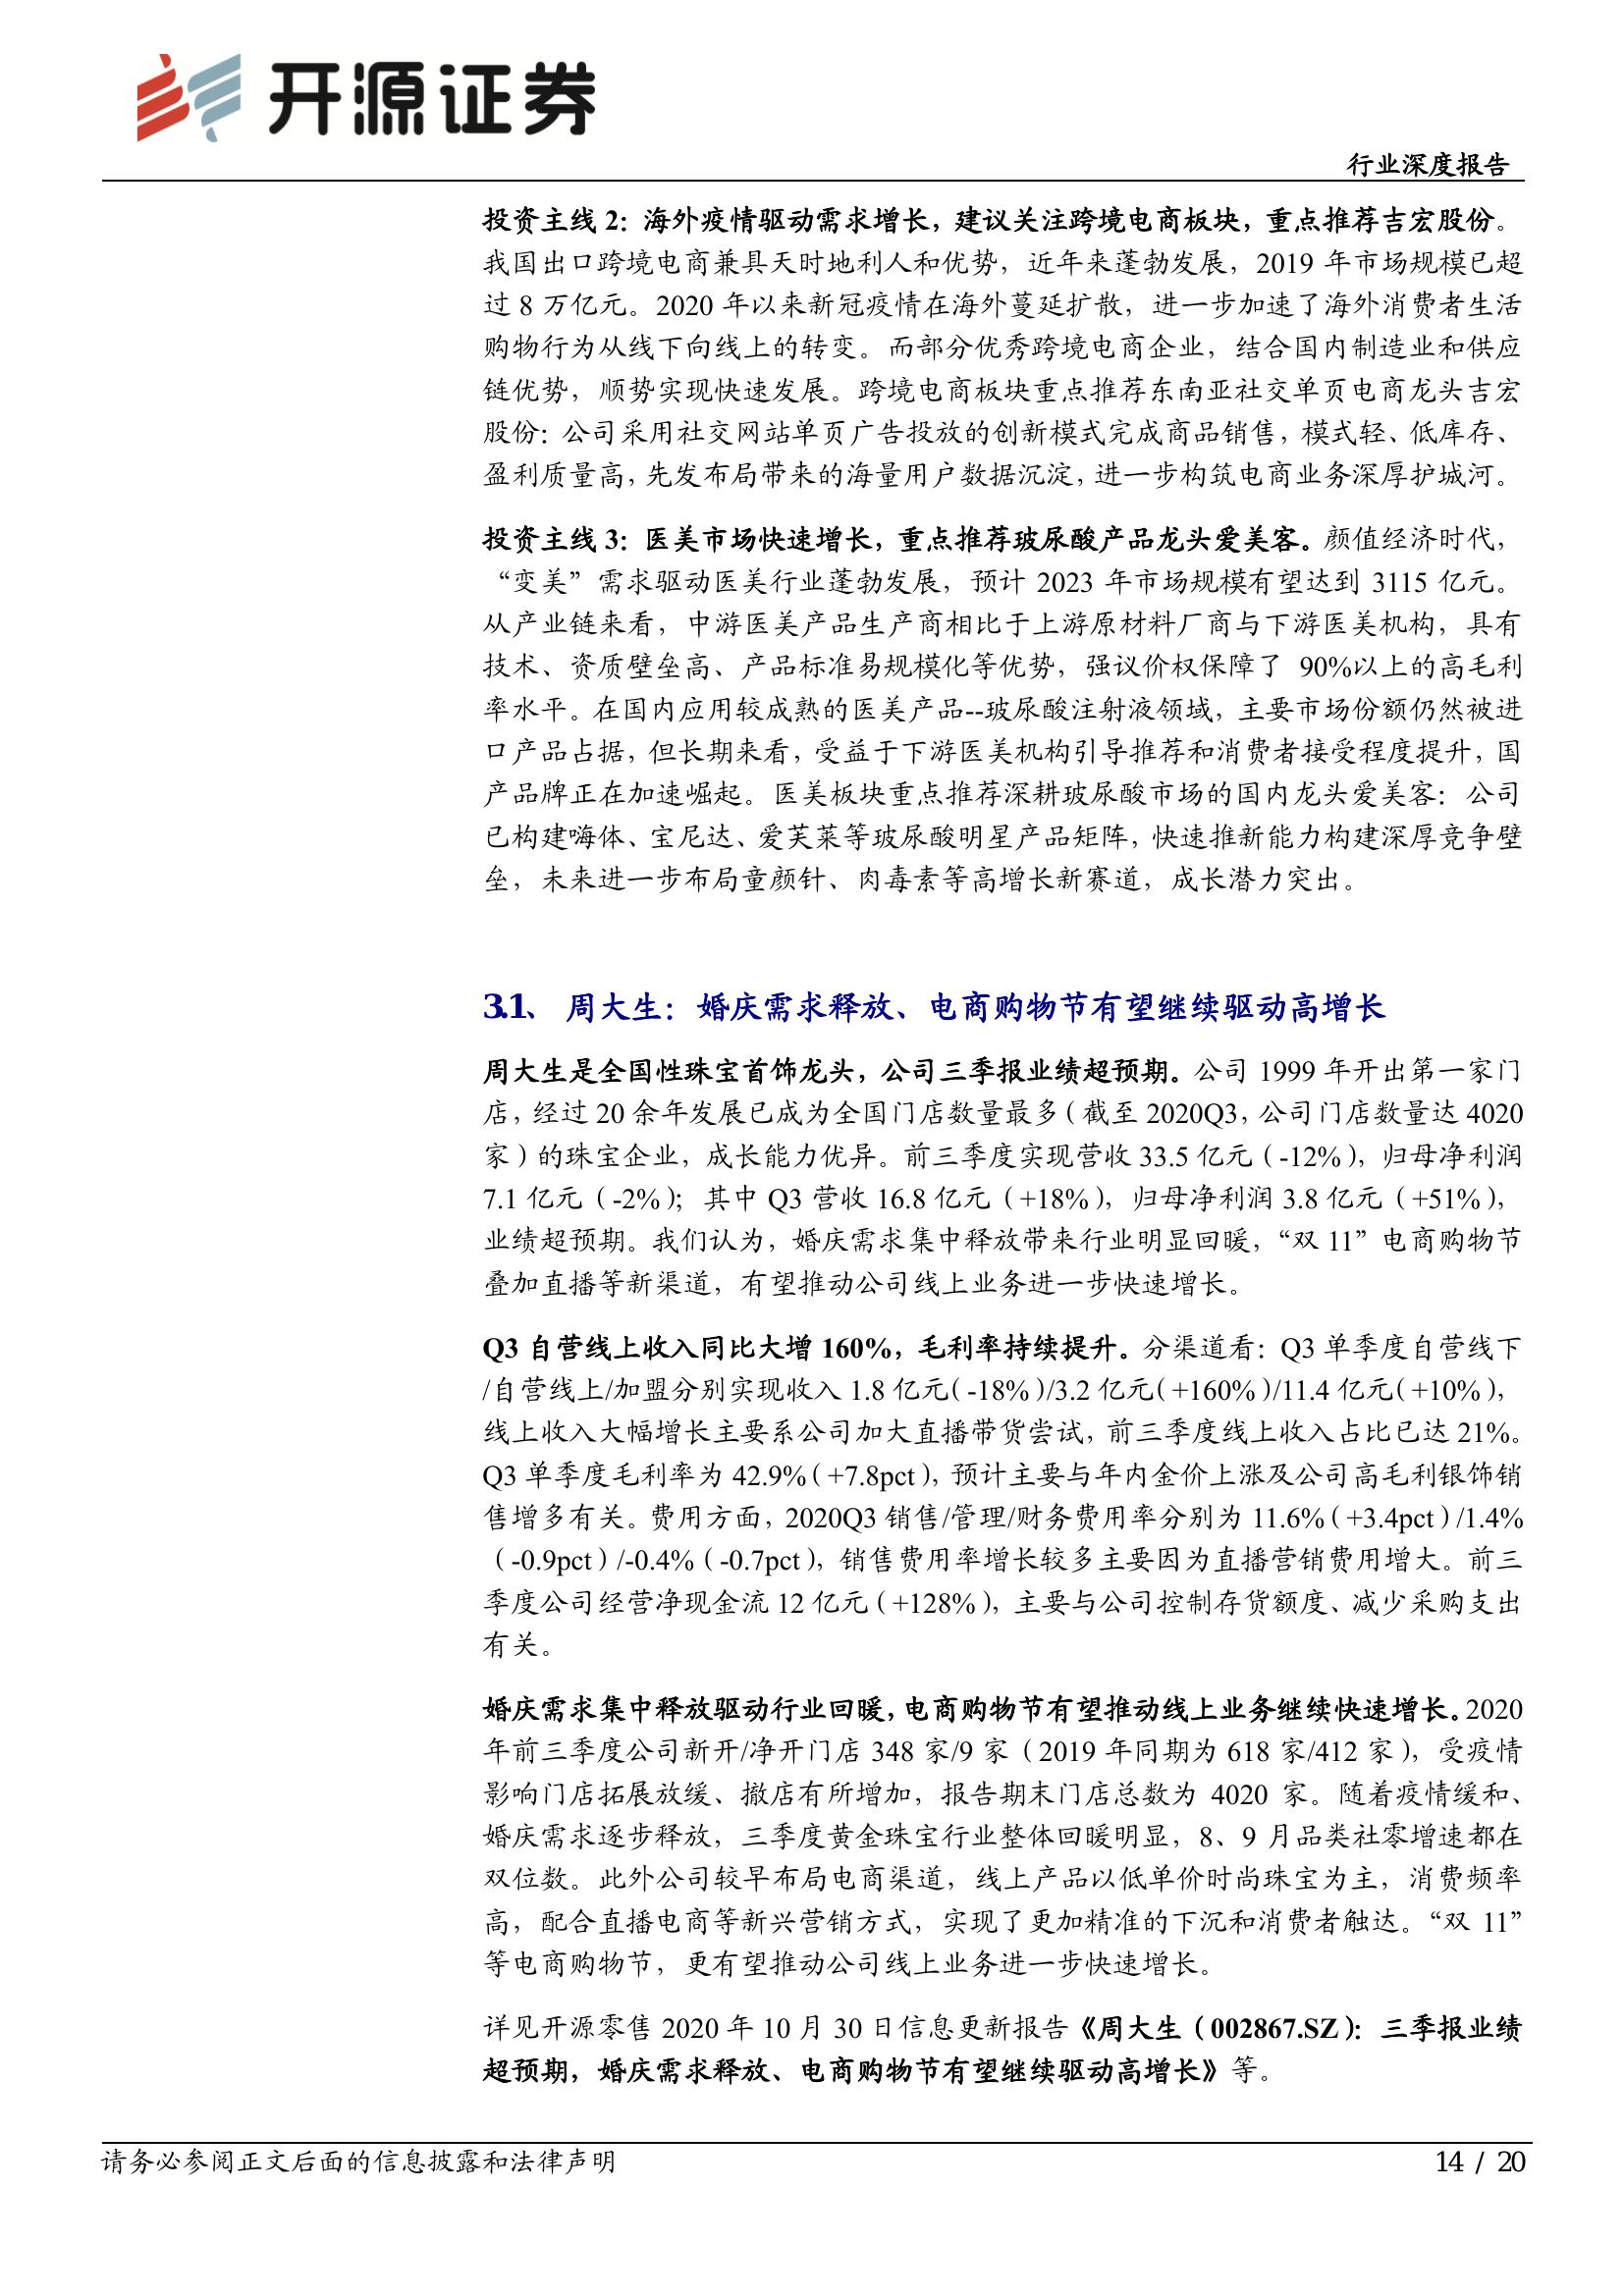 开源证券
行业深度报告
投资主线 2：海外疫情驱动需求增长，建议关注跨境电商板块，重点推荐吉宏股份。
我国出口跨境电商兼具天时地利人和优势，近年来蓬勃发展，2019 年市场规模已超
过 8 万亿元。2020 年以来新冠疫情在海外蔓延扩散，进一步加速了海外消费者生活
购物行为从线下向线上的转变。而部分优秀跨境电商企业，结合国内制造业和供应
链优势，顺势实现快速发展。跨境电商板块重点推荐东南亚社交单页电商龙头吉宏
股份：公司采用社交网站单页广告投放的创新模式完成商品销售，模式轻、低库存、
盈利质量高，先发布局带来的海量用户数据沉淀，进一步构筑电商业务深厚护城河。
投资主线 3：医美市场快速增长，重点推荐玻尿酸产品龙头爱美客。颜值经济时代，
“变美”需求驱动医美行业蓬勃发展，预计 2023 年市场规模有望达到 3115 亿元。
从产业链来看，中游医美产品生产商相比于上游原材料厂商与下游医美机构，具有
技术、资质壁垒高、产品标准易规模化等优势，强议价权保障了 90%以上的高毛利
率水平。在国内应用较成熟的医美产品--玻尿酸注射液领域，主要市场份额仍然被进
口产品占据，但长期来看，受益于下游医美机构引导推荐和消费者接受程度提升，国
产品牌正在加速崛起。医美板块重点推荐深耕玻尿酸市场的国内龙头爱美客：公司
已构建嗨体、宝尼达、爱芙莱等玻尿酸明星产品矩阵，快速推新能力构建深厚竞争壁
垒，未来进一步布局童颜针、肉毒素等高增长新赛道，成长潜力突出。
3.1、 周大生：婚庆需求释放、电商购物节有望继续驱动高增长
周大生是全国性珠宝首饰龙头，公司三季报业绩超预期。公司 1999 年开出第一家门
店，经过 20 余年发展已成为全国门店数量最多（截至 2020Q3，公司门店数量达 4020
家）的珠宝企业，成长能力优异。前三季度实现营收 33.5 亿元（-12%），归母净利润
7.1 亿元（-2%）；其中 Q3 营收 16.8 亿元（+18%），归母净利润 3.8 亿元（+51%），
业绩超预期。我们认为，婚庆需求集中释放带来行业明显回暖，“双 11”电商购物节
叠加直播等新渠道，有望推动公司线上业务进一步快速增长。
Q3 自营线上收入同比大增 160%，毛利率持续提升。分渠道看：Q3 单季度自营线下
/自营线上/加盟分别实现收入 1.8 亿元（-18%）/3.2 亿元（+160%）/11.4 亿元（+10%），
线上收入大幅增长主要系公司加大直播带货尝试，前三季度线上收入占比已达 21%。
Q3 单季度毛利率为 42.9%（+7.8pct），预计主要与年内金价上涨及公司高毛利银饰销
售增多有关。费用方面，2020Q3 销售/管理/财务费用率分别为 11.6%（+3.4pct）/1.4%
（-0.9pct）/-0.4%（-0.7pct），销售费用率增长较多主要因为直播营销费用增大。前三
季度公司经营净现金流 12 亿元（+128%），主要与公司控制存货额度、减少采购支出
有关。
婚庆需求集中释放驱动行业回暖，电商购物节有望推动线上业务继续快速增长。2020
年前三季度公司新开/净开门店 348 家/9 家（2019 年同期为 618 家/412 家），受疫情
影响门店拓展放缓、撤店有所增加，报告期末门店总数为 4020 家。随着疫情缓和、
婚庆需求逐步释放，三季度黄金珠宝行业整体回暖明显，8、9 月品类社零增速都在
双位数。此外公司较早布局电商渠道，线上产品以低单价时尚珠宝为主，消费频率
高，配合直播电商等新兴营销方式，实现了更加精准的下沉和消费者触达。“双 11”
等电商购物节，更有望推动公司线上业务进一步快速增长。
详见开源零售 2020 年 10 月 30 日信息更新报告《周大生（002867.SZ）：三季报业绩
超预期，婚庆需求释放、电商购物节有望继续驱动高增长》等。
请务必参阅正文后面的信息披露和法律声明
14 / 20